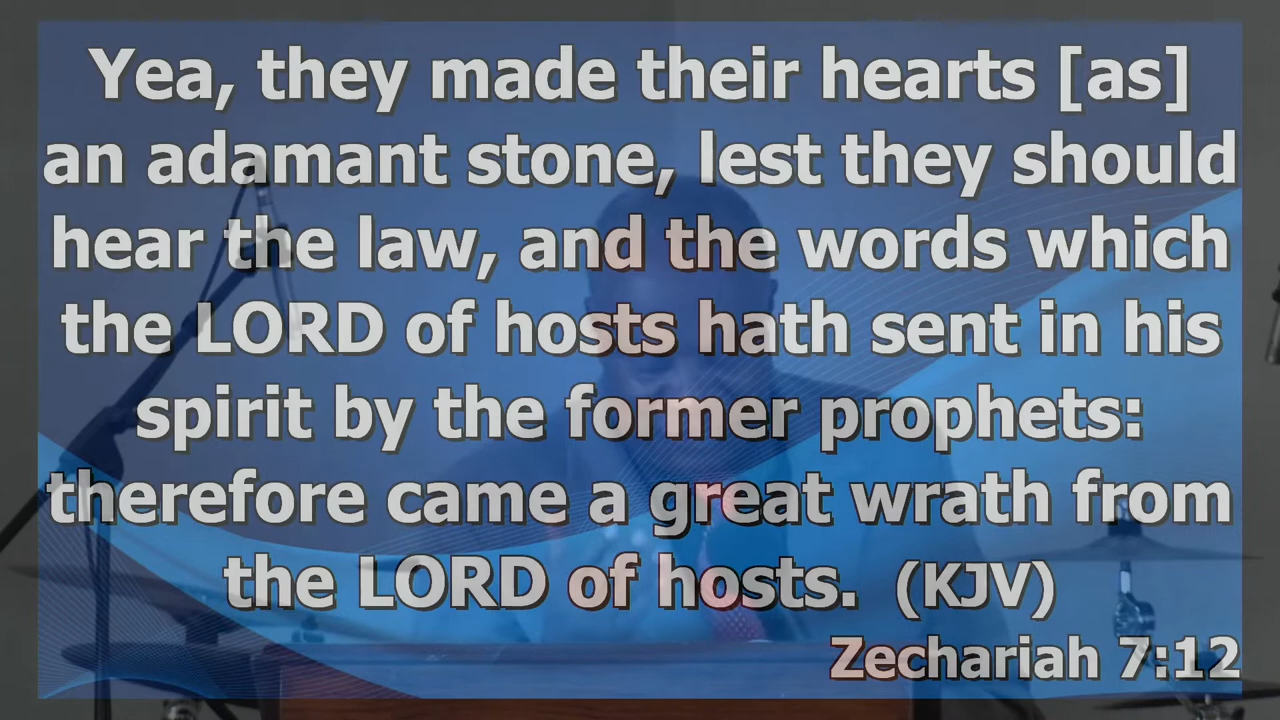 Yea, they made their hearts [as]
an adamant stone, lest they should
hear the law, and the words which
the LORD of hosts hath sent in his
spirit by the former prophets:
therefore came a great wrath from
the LORD of hosts. (KJV)
Zechariah 7:12